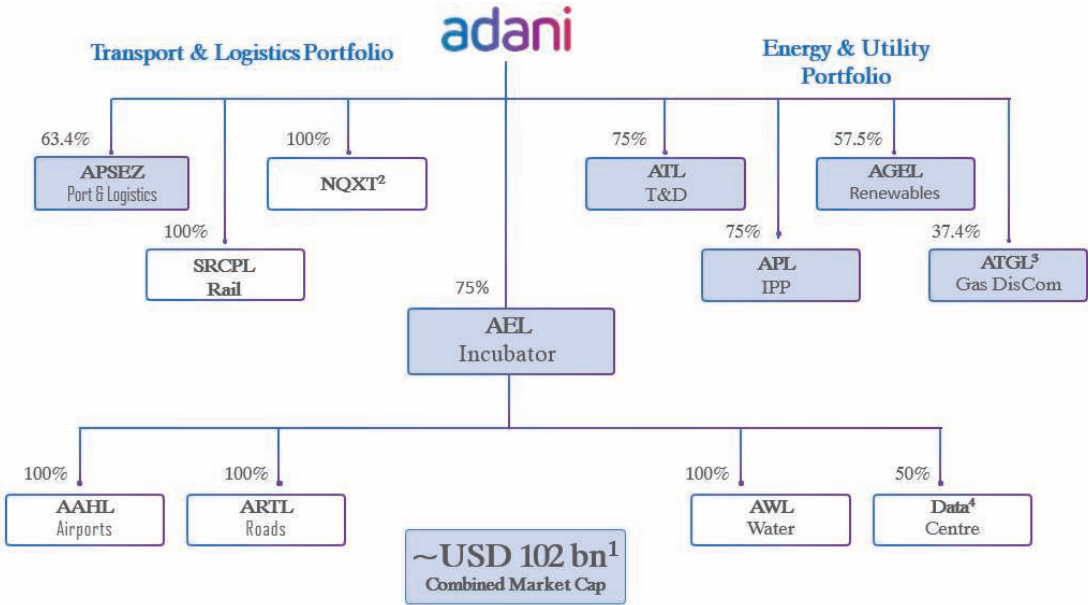 adani
Transport & Logistics Portfolio
Energy & Utility
Portfolio
63.4%
APSEZ
Port & Logistics
100%
SRCPL
Rail
100%
NQXT²
75%
ATL
T&D
75%
APL
IPP
57.5%
AGEL
Renewables
37.4%
ATGL³
Gas DisCom
75%
AEL
Incubator
100%
AAHL
Airports
100%
ARTL
Roads
100%
AWL
Water
50%
Data⁴
Centre
~USD 102 bn¹
Combined Market Cap